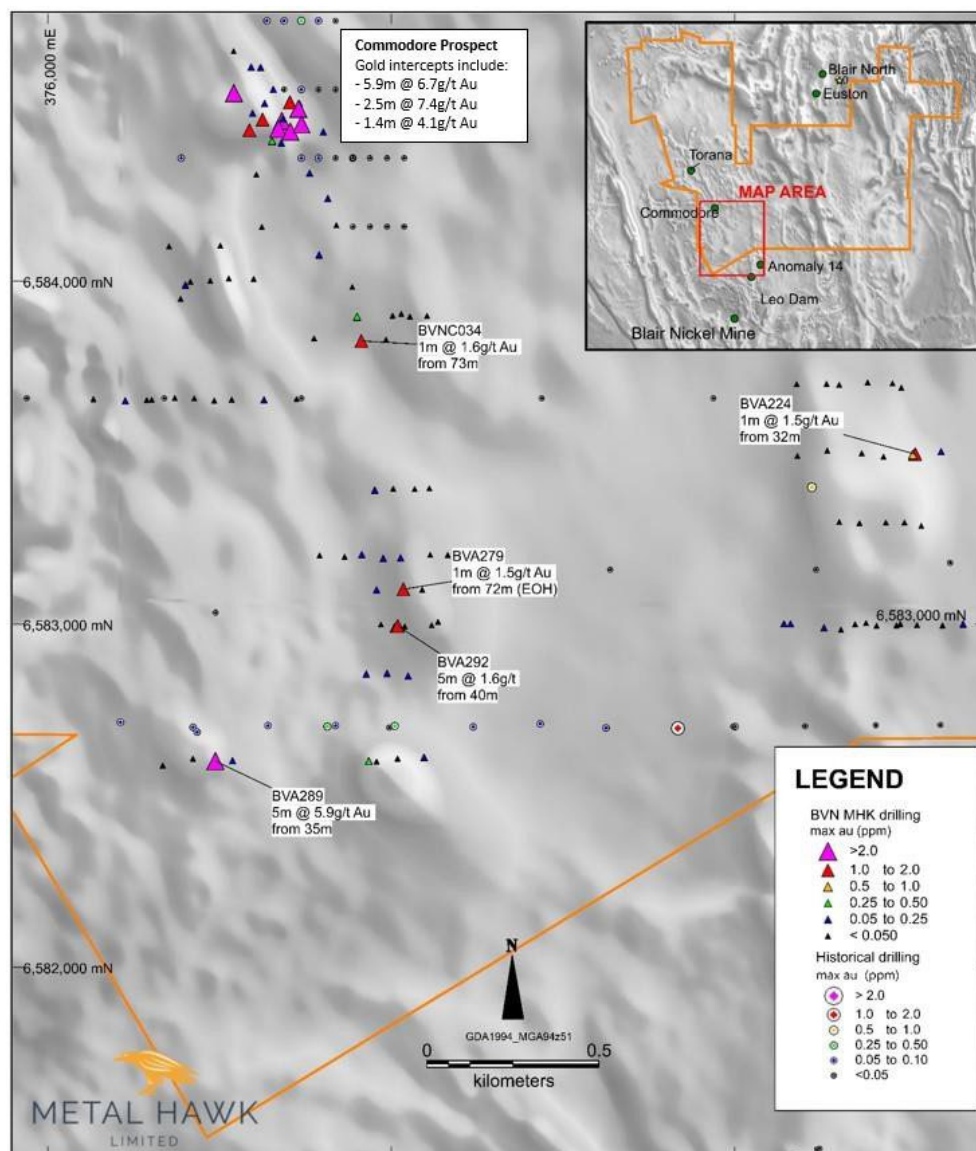 376,000 mE
Commodore Prospect
Gold intercepts include:
- 5.9m @ 6.7g/t Au
- 2.5m @ 7.4g/t Au
- 1.4m @ 4.1g/t Au
Blair North
Euston
Torana
MAP AREA
Commodore
Anomaly 14
Leo Dam
Blair Nickel Mine
6,584,000 mN
BVNC034
1m @ 1.6g/t Au
from 73m
BVA224
1m @ 1.5g/t Au
from 32m
BVA279
1m @ 1.5g/t Au
from 72m (EOH)
6,583,000 mN
6,583,000 mN
BVA292
5m @ 1.6g/t
from 40m
BVA289
5m @ 5.9g/t Au
from 35m
LEGEND
BVN MHK drilling
max au (ppm)
>2.0
1.0 to 2.0
0.5 to 1.0
0.25 to 0.50
0.05 to 0.25
< 0.050
Historical drilling
max au (ppm)
> 2.0
1.0 to 2.0
0.5 to 1.0
0.25 to 0.50
0.05 to 0.10
<0.05
6,582,000 mN
N
GDA1994_MGA94z51
0 0.5
kilometers
METAL HAWK
LIMITED